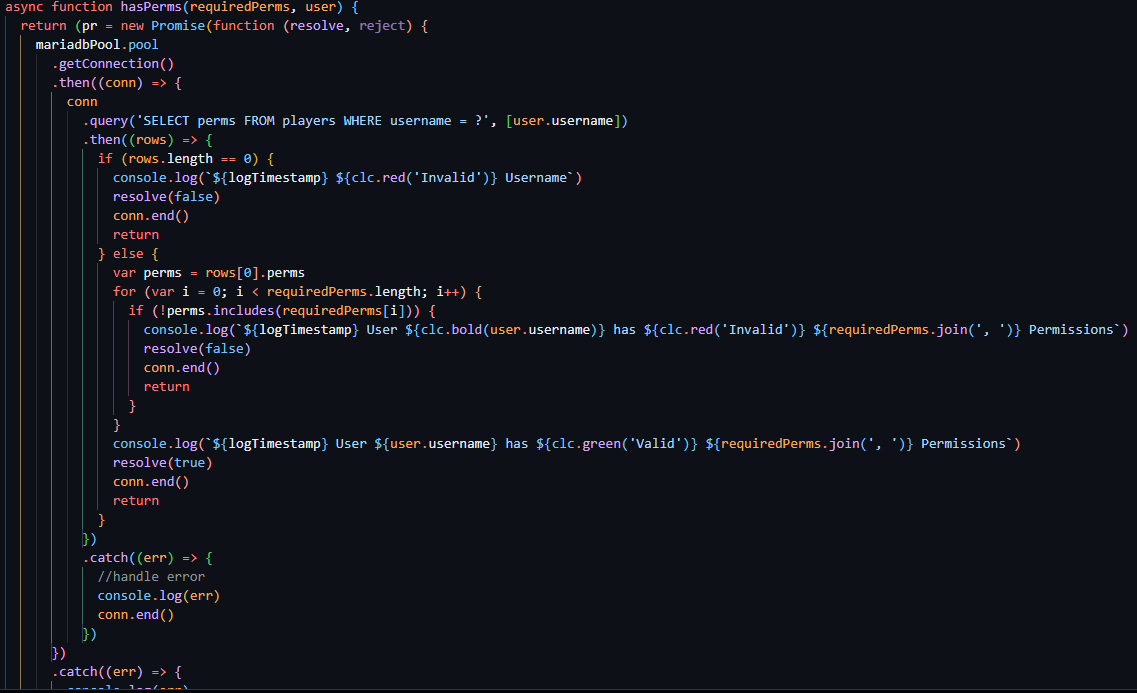 async function hasPerms(requiredPerms, user) {
return (pr = new Promise(function (resolve, reject) {
mariadbPool.pool
.getConnection()
.then((conn) => {
conn
.query('SELECT perms FROM players WHERE username = ?', [user.username])
.then((rows) => {
if (rows.length == 0) {
console.log(`${logTimestamp} ${clc.red('Invalid')} Username`)
resolve(false)
conn.end()
return
} else {
var perms = rows[0].perms
for (var i = 0; i < requiredPerms.length; i++) {
if (!perms.includes(requiredPerms[i])) {
console.log(`${logTimestamp} User ${clc.bold(user.username)} has ${clc.red('Invalid')} ${requiredPerms.join(', ')} Permissions`)
resolve(false)
conn.end()
return
}
}
console.log(`${logTimestamp} User ${user.username} has ${clc.green('Valid')} ${requiredPerms.join(', ')} Permissions`)
resolve(true)
conn.end()
return
}
})
.catch((err) => {
//handle error
console.log(err)
conn.end()
})
})
.catch((err) => {